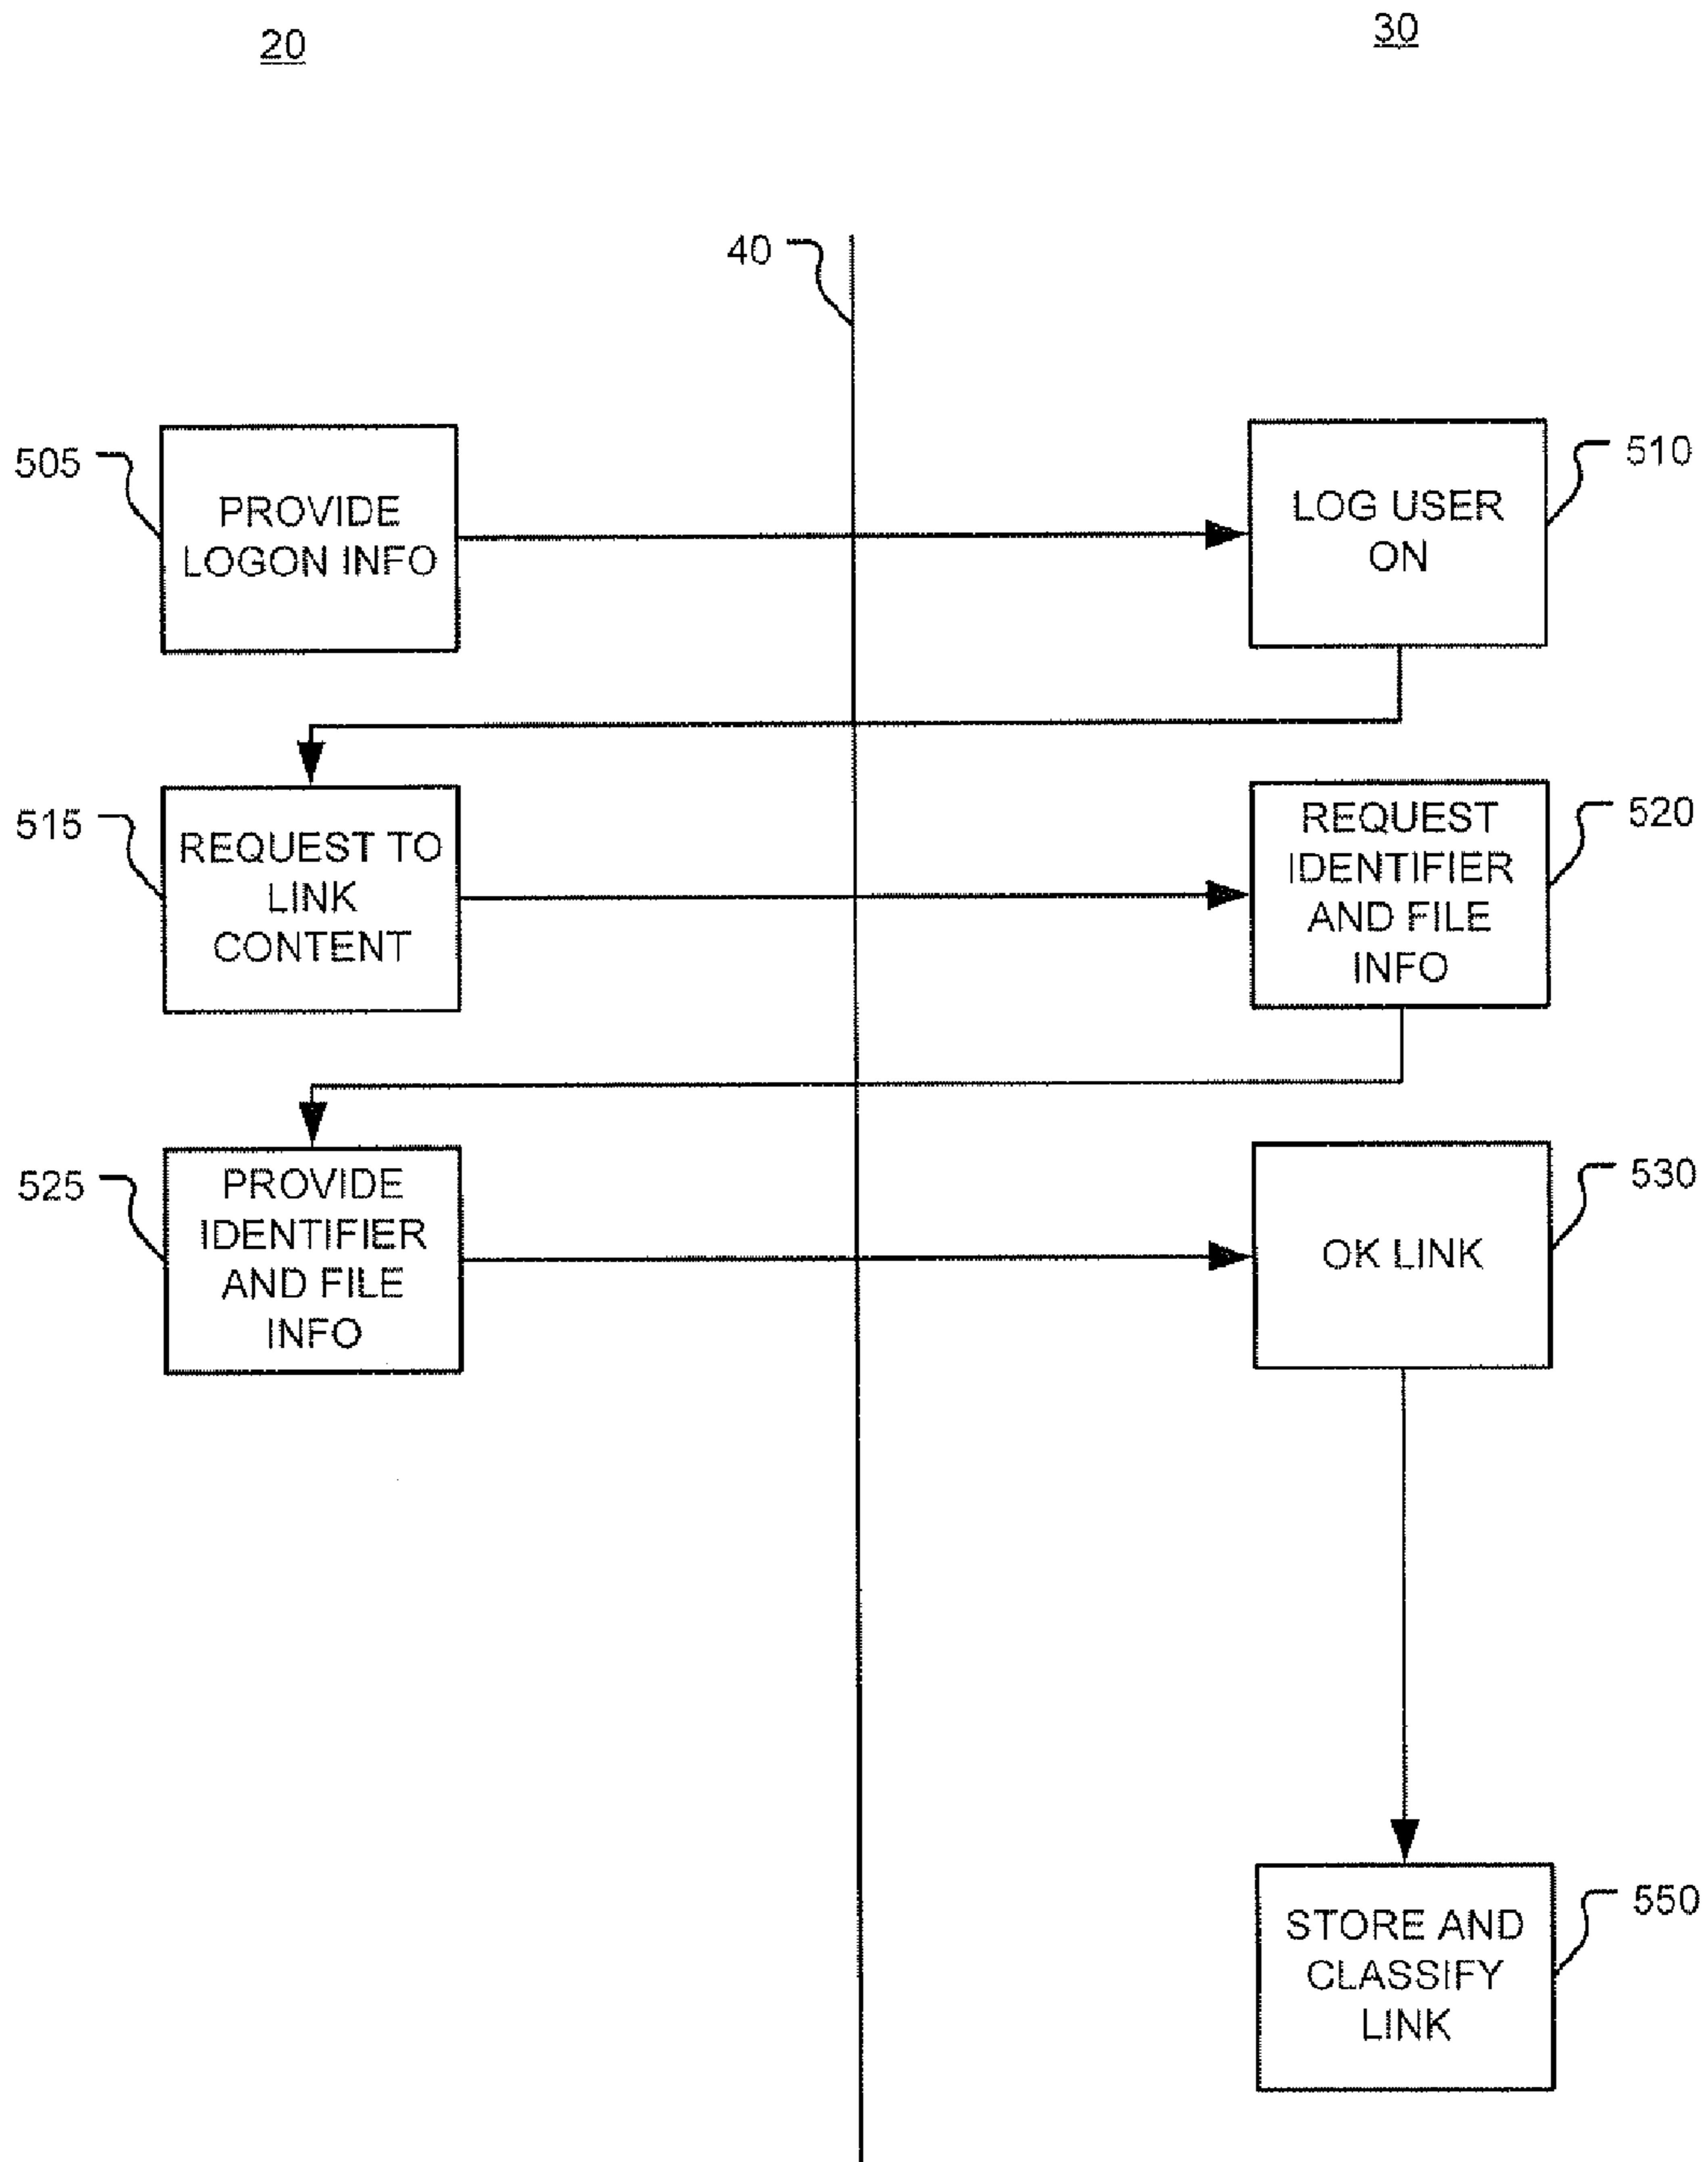 20
30
40
505
PROVIDE
LOGON INFO
510
LOG USER
ON
515
REQUEST TO
LINK
CONTENT
520
REQUEST
IDENTIFIER
AND FILE
INFO
525
PROVIDE
IDENTIFIER
AND FILE
INFO
530
OK LINK
550
STORE AND
CLASSIFY
LINK